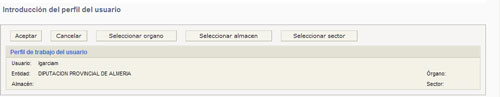 Introducción del perfil del usuario
Aceptar Cancelar Seleccionar organo Seleccionar almacen Seleccionar sector
Perfil de trabajo del usuario
Usuario: lgarciam
Entidad: DIPUTACION PROVINCIAL DE ALMERIA Órgano:
Almacén: Sector: